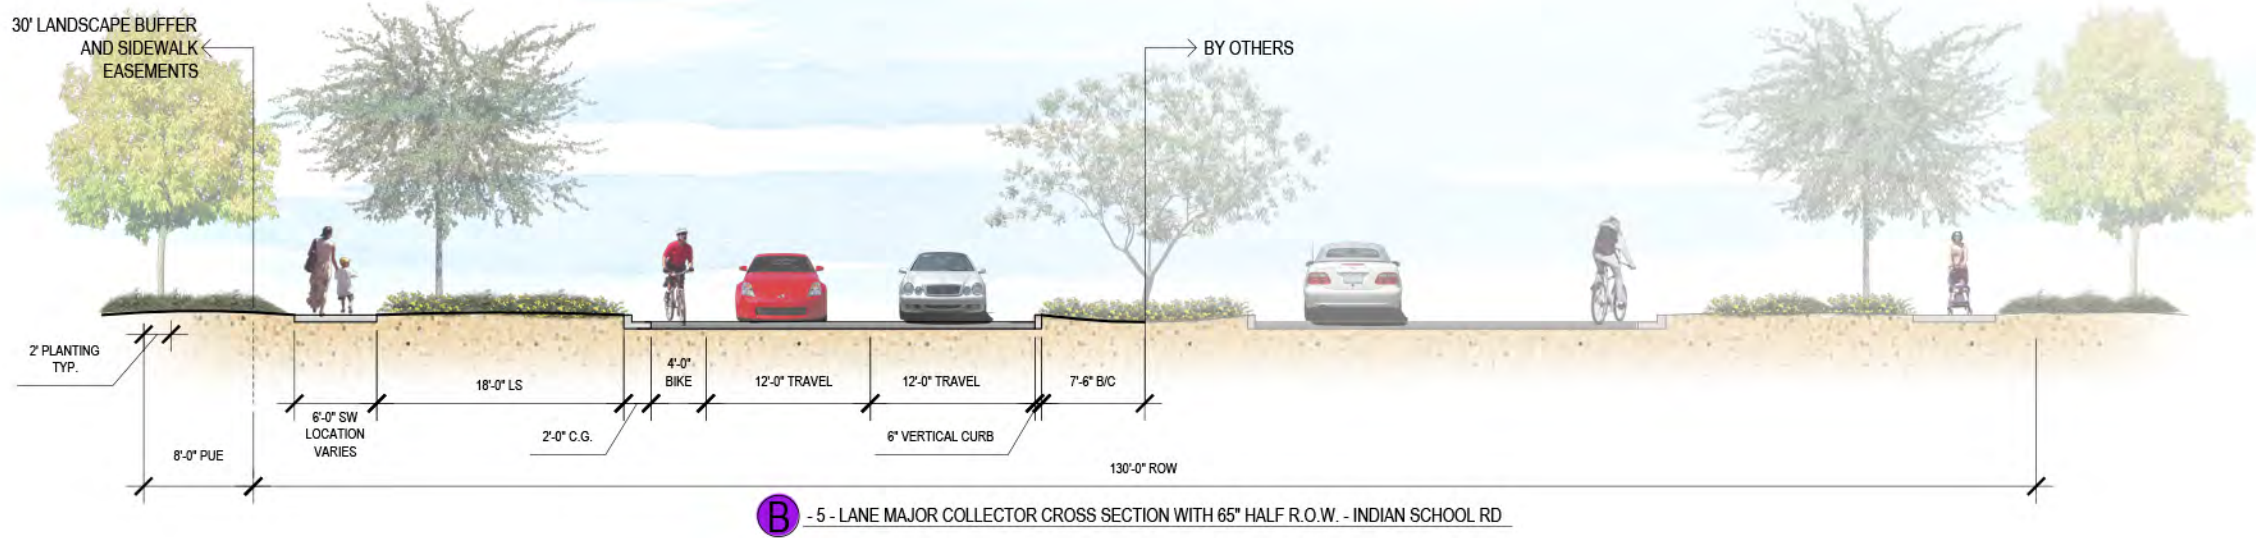 30' LANDSCAPE BUFFER
AND SIDEWALK
EASEMENTS
BY OTHERS
2' PLANTING
TYP.
8'-0" PUE
6'-0" SW
LOCATION
VARIES
18'-0" LS
2'-0" C.G.
4'-0"
BIKE
12'-0" TRAVEL
12'-0" TRAVEL
6" VERTICAL CURB
7'-6" B/C
130'-0" ROW
B - 5 - LANE MAJOR COLLECTOR CROSS SECTION WITH 65" HALF R.O.W. - INDIAN SCHOOL RD